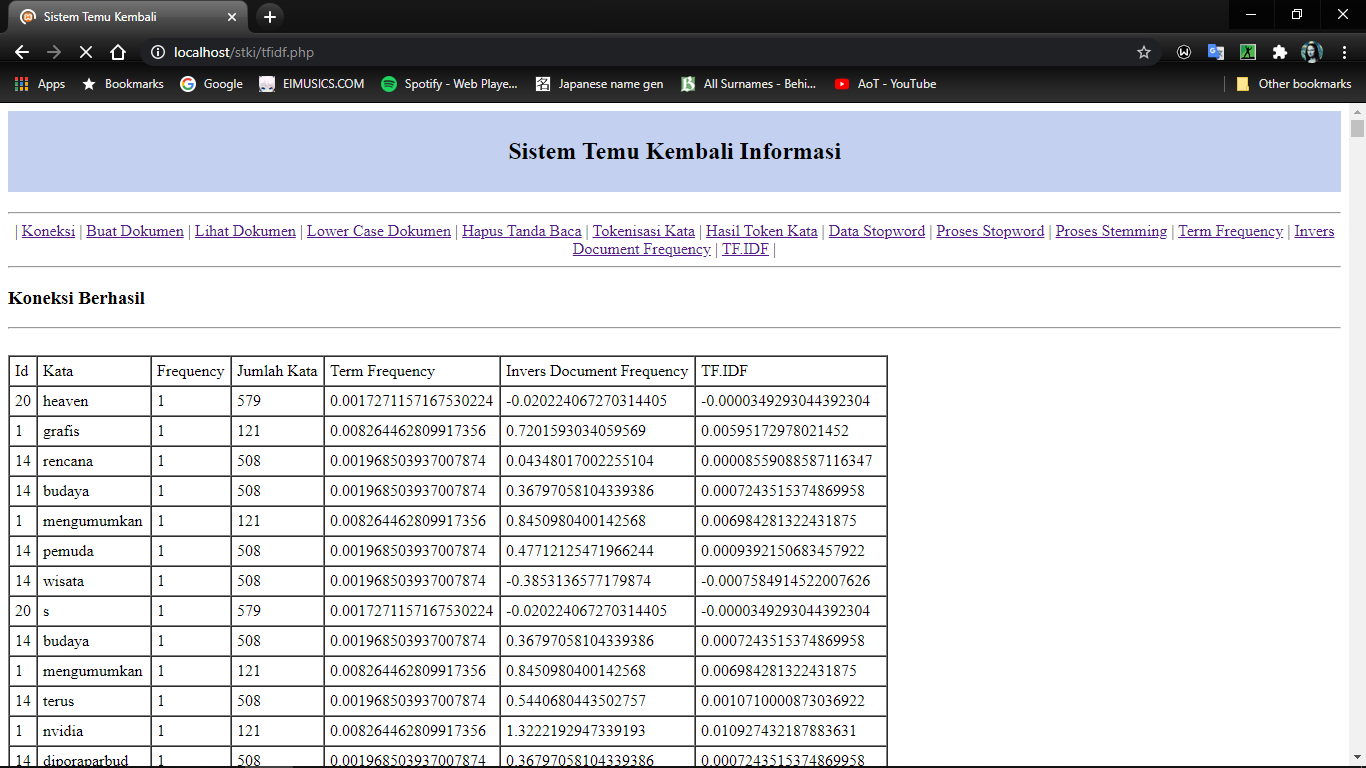 Sistem Temu Kembali
localhost/stki/tfidf.php
Apps Bookmarks Google EIMUSICS.COM Spotify - Web Playe... Japanese name gen All Surnames - Behi... AoT - YouTube Other bookmarks
Sistem Temu Kembali Informasi
| Koneksi | Buat Dokumen | Lihat Dokumen | Lower Case Dokumen | Hapus Tanda Baca | Tokenisasi Kata | Hasil Token Kata | Data Stopword | Proses Stopword | Proses Stemming | Term Frequency | Invers
Document Frequency | TF.IDF |
Koneksi Berhasil
Id Kata Frequency Jumlah Kata Term Frequency Invers Document Frequency TF.IDF
20 heaven 1 579 0.0017271157167530224 -0.020224067270314405 -0.0000349293044392304
1 grafis 1 121 0.008264462809917356 0.7201593034059569 0.00595172978021452
14 rencana 1 508 0.001968503937007874 0.04348017002255104 0.00008559088587116347
14 budaya 1 508 0.001968503937007874 0.36797058104339386 0.0007243515374869958
1 mengumumkan 1 121 0.008264462809917356 0.8450980400142568 0.006984281322431875
14 pemuda 1 508 0.001968503937007874 0.47712125471966244 0.0009392150683457922
14 wisata 1 508 0.001968503937007874 -0.3853136577179874 -0.0007584914522007626
20 s 1 579 0.0017271157167530224 -0.020224067270314405 -0.0000349293044392304
14 budaya 1 508 0.001968503937007874 0.36797058104339386 0.0007243515374869958
1 mengumumkan 1 121 0.008264462809917356 0.8450980400142568 0.006984281322431875
14 terus 1 508 0.001968503937007874 0.5440680443502757 0.0010710000873036922
1 nvidia 1 121 0.008264462809917356 1.3222192947339193 0.010927432187883631
14 diporaparbud 1 508 0.001968503937007874 0.36797058104339386 0.0007243515374869958